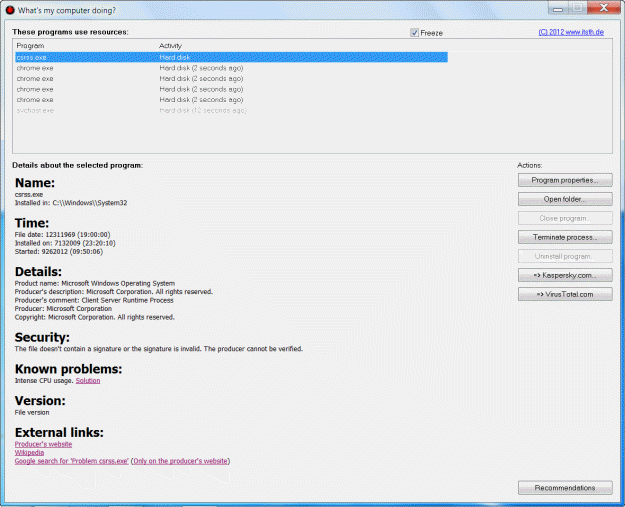 What's my computer doing?
These programs use resources:
Freeze
(C) 2012 www.itsth.de
Program Activity
csrss.exe Hard disk
chrome.exe Hard disk (2 seconds ago)
chrome.exe Hard disk (2 seconds ago)
chrome.exe Hard disk (2 seconds ago)
chrome.exe Hard disk (2 seconds ago)
svchost.exe Hard disk (12 seconds ago)
Details about the selected program:
Name:
csrss.exe
Installed in: C:\\Windows\\System32
Time:
File date: 12311969 (19:00:00)
Installed on: 7132009 (23:20:10)
Started: 9262012 (09:50:06)
Details:
Product name: Microsoft Windows Operating System
Producer's description: Microsoft Corporation. All rights reserved.
Producer's comment: Client Server Runtime Process
Producer: Microsoft Corporation
Copyright: Microsoft Corporation. All rights reserved.
Security:
The file doesn't contain a signature or the signature is invalid. The producer cannot be verified.
Known problems:
Intense CPU usage. Solution
Version:
File version
External links:
Producer's website
Wikipedia
Google search for 'Problem csrss.exe' (Only on the producer's website)
Actions:
Program properties...
Open folder...
Close program...
Terminate process...
Uninstall program...
=> Kaspersky.com...
=> VirusTotal.com
Recommendations